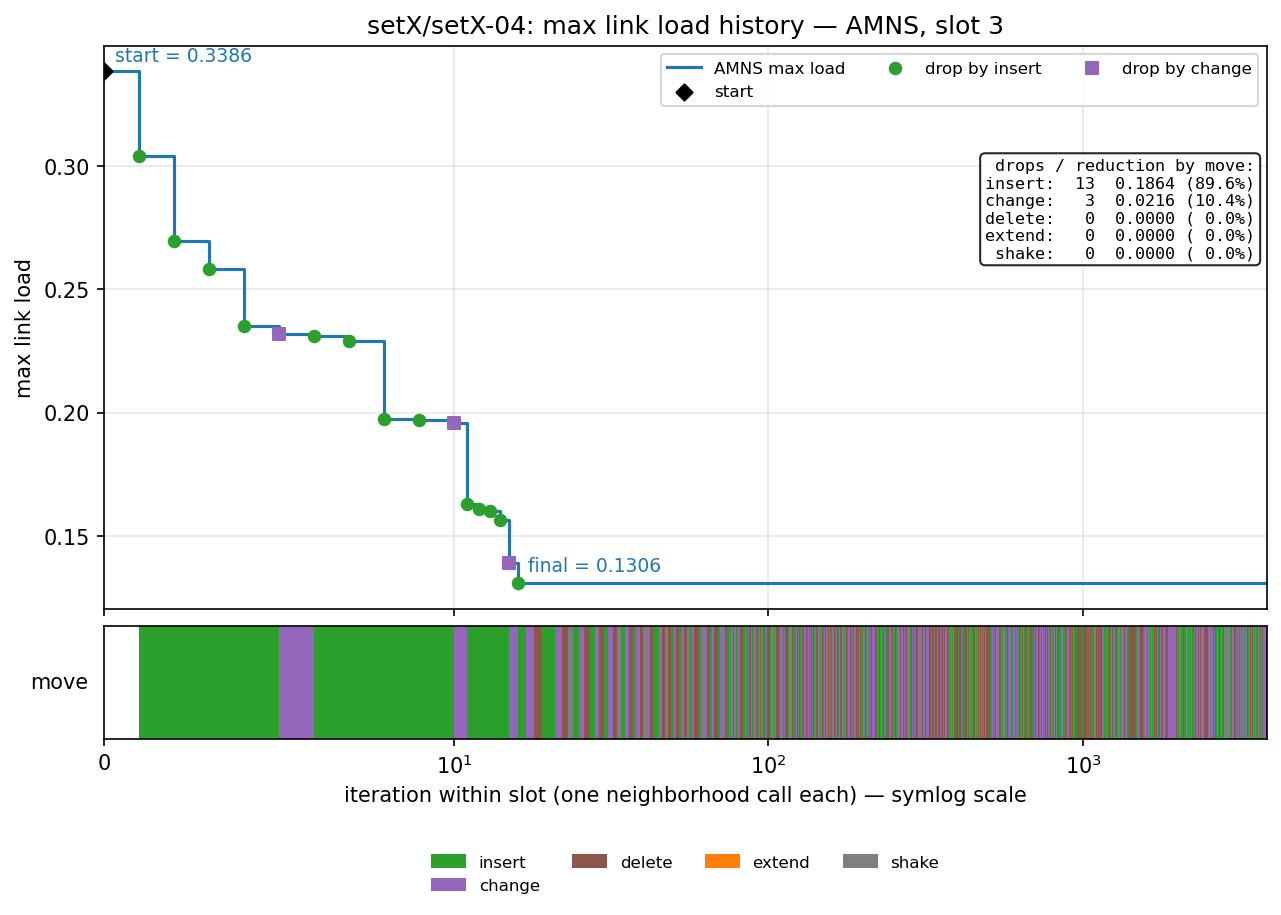 setX/setX-04: max link load history — AMNS, slot 3
start = 0.3386
AMNS max load
drop by insert
drop by change
start
drops / reduction by move:
insert:  13  0.1864 (89.6%)
change:   3  0.0216 (10.4%)
delete:   0  0.0000 ( 0.0%)
extend:   0  0.0000 ( 0.0%)
shake:   0  0.0000 ( 0.0%)
0.30
0.25
0.20
0.15
max link load
final = 0.1306
move
0
10¹
10²
10³
iteration within slot (one neighborhood call each) — symlog scale
insert
delete
extend
shake
change